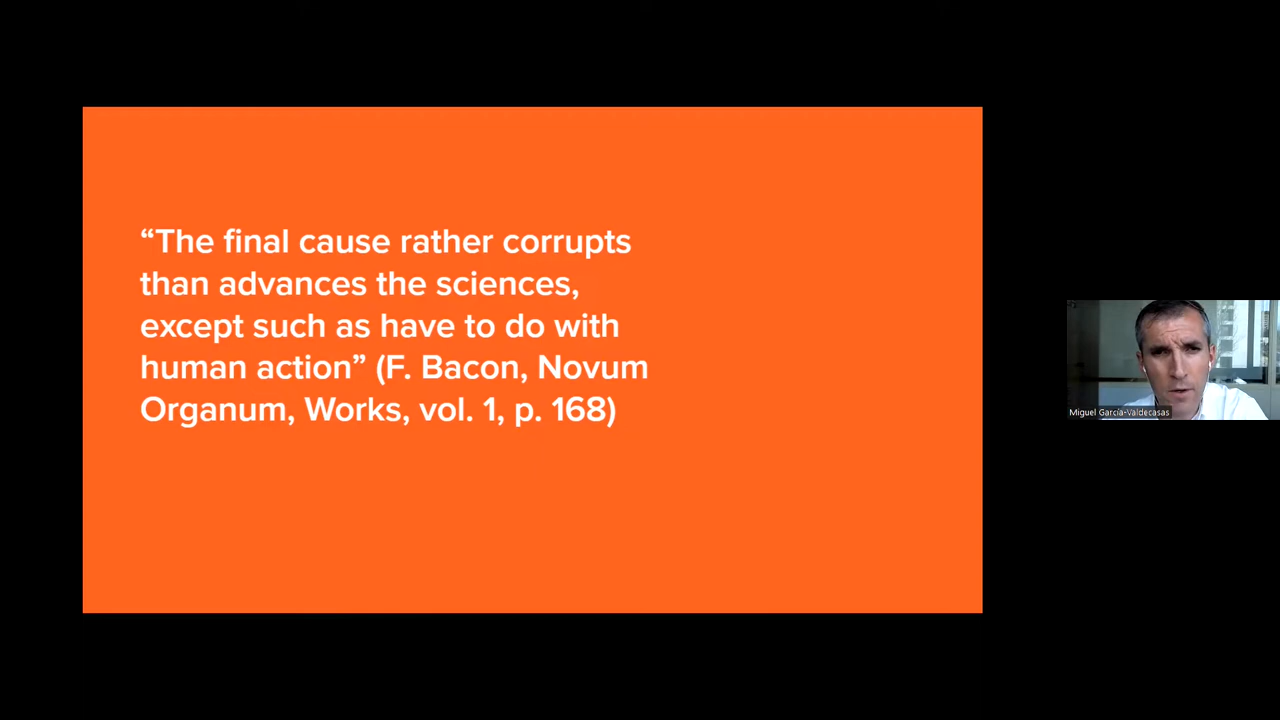 “The final cause rather corrupts
than advances the sciences,
except such as have to do with
human action” (F. Bacon, Novum
Organum, Works, vol. 1, p. 168)
Miguel García-Valdecasas